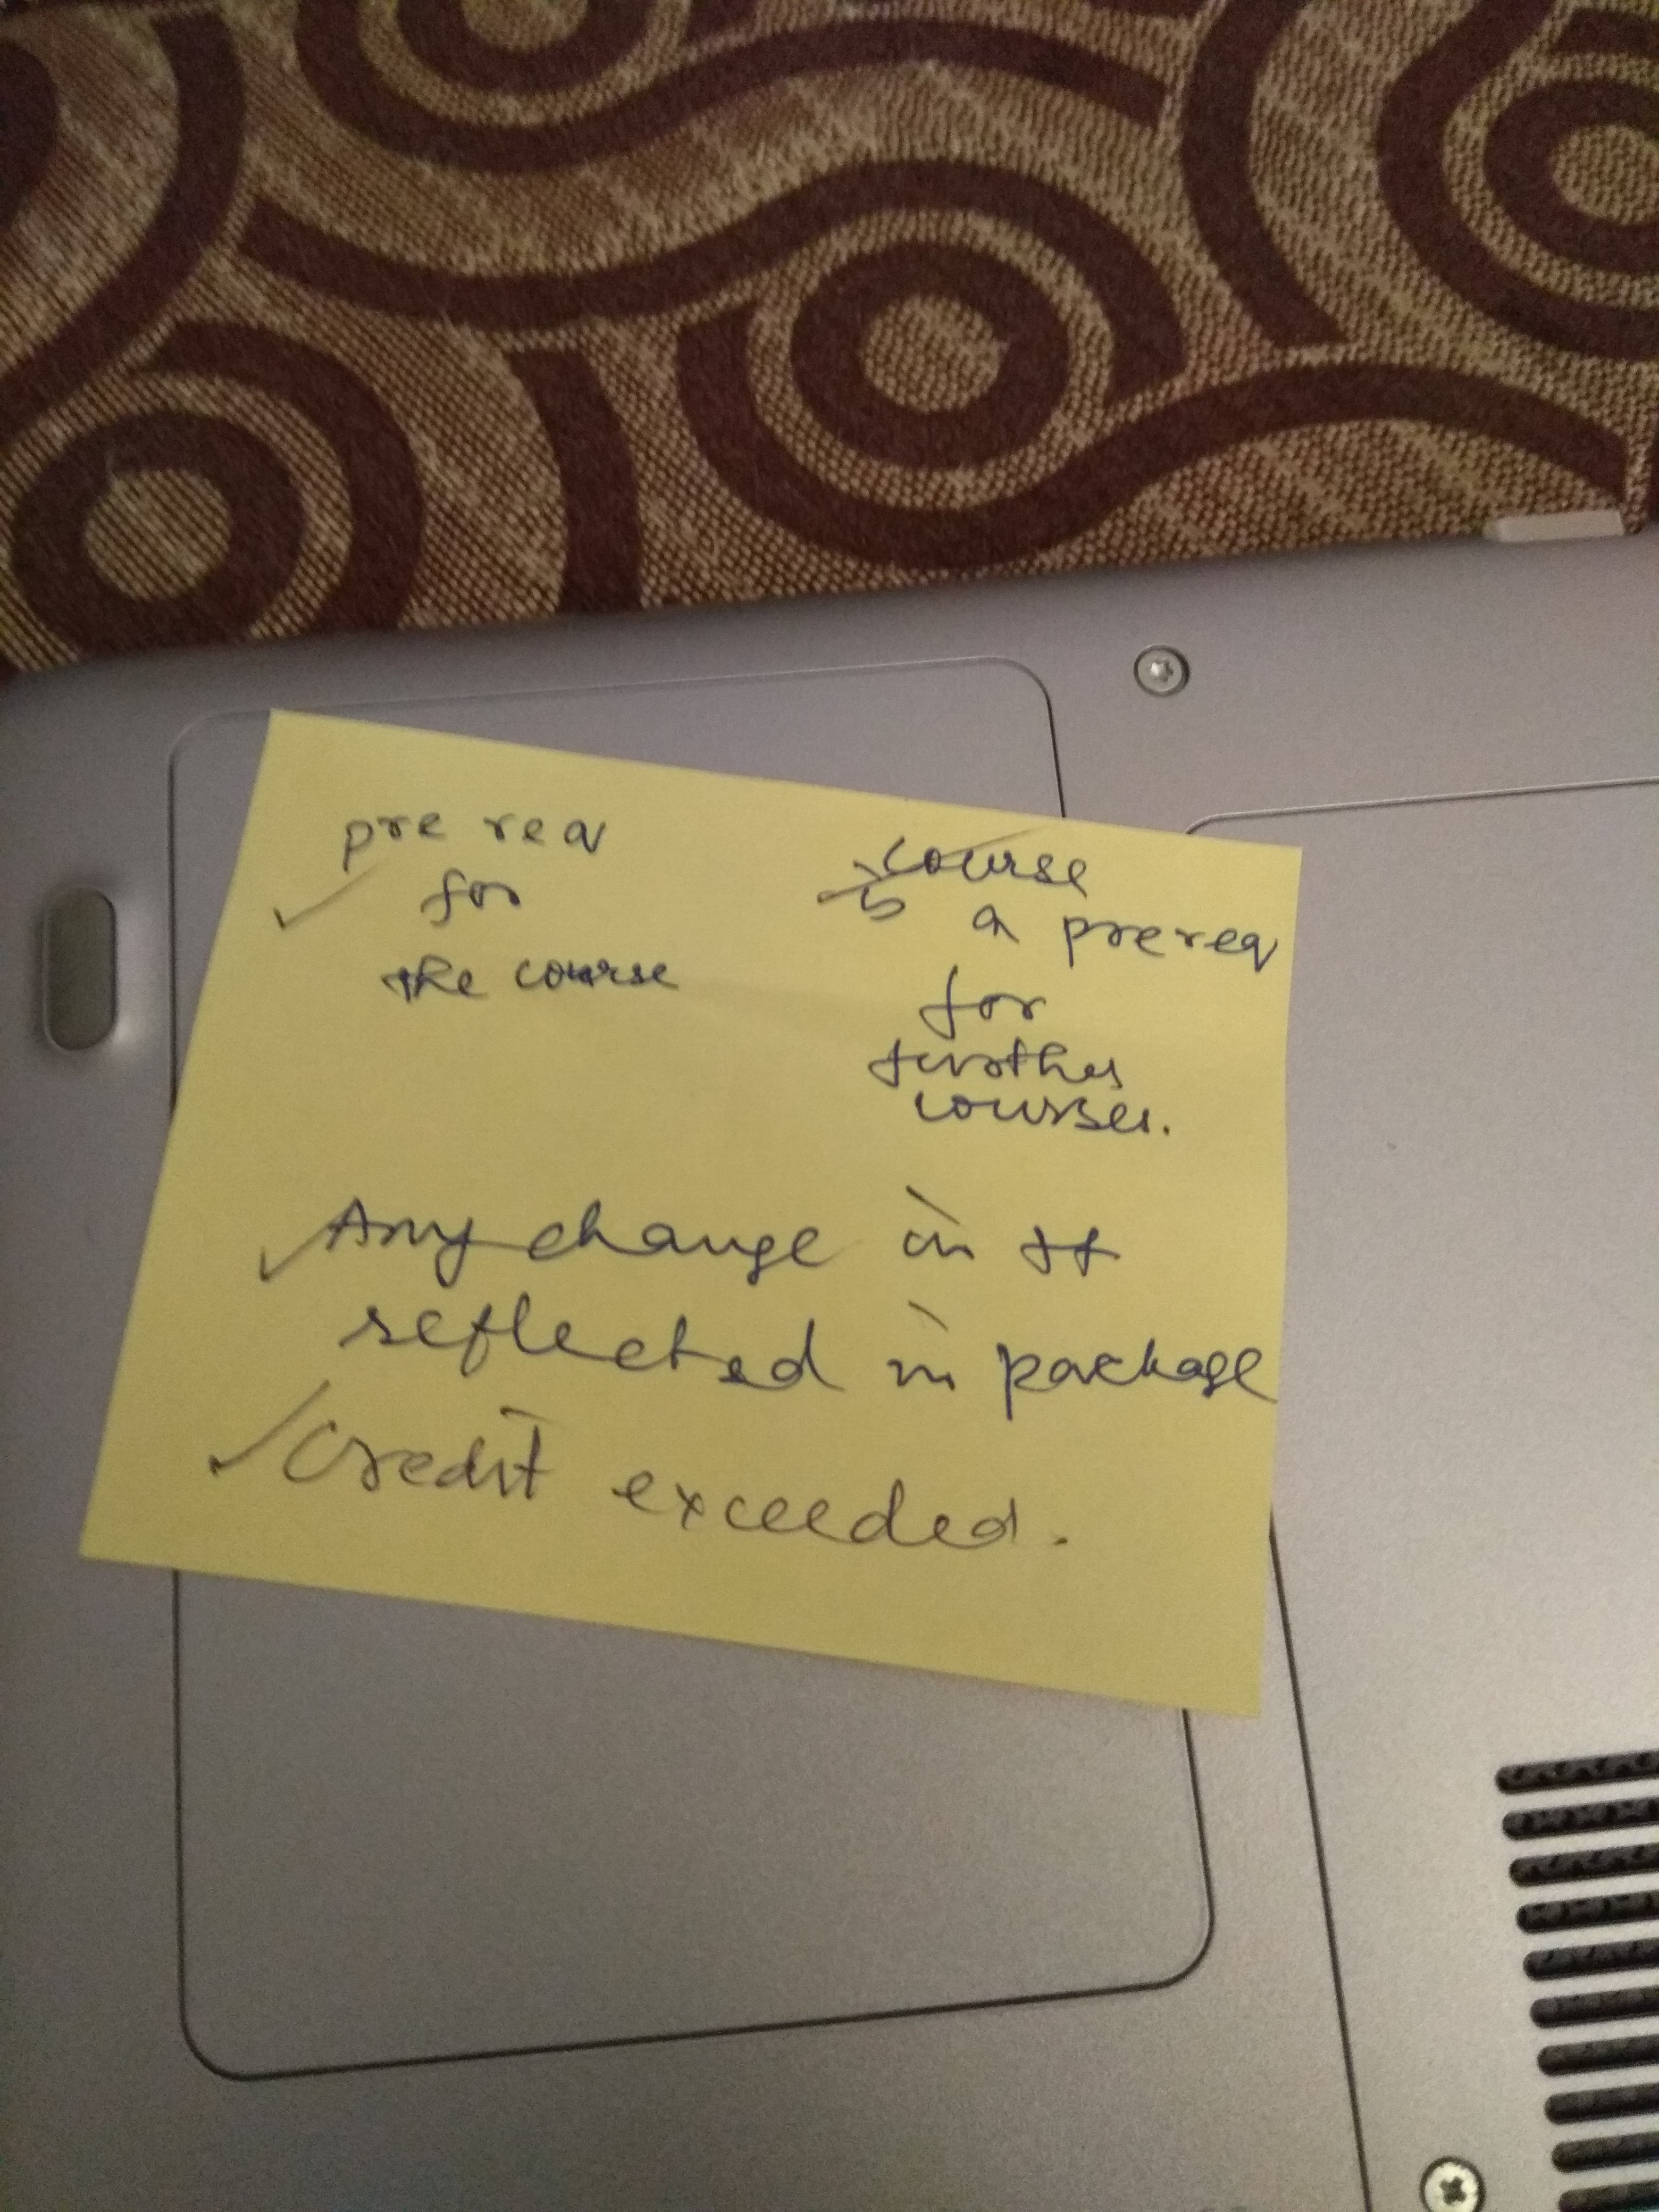 pre req
for
the course
course
is a prereq
for
further
courses.
Any change in tt
reflected in package
Credit exceeded.